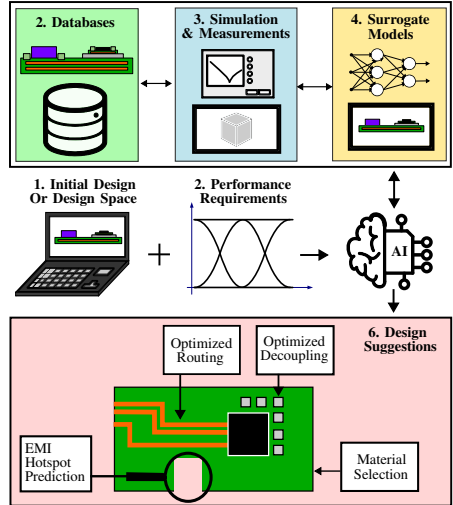 2. Databases
3. Simulation
& Measurements
4. Surrogate
Models
1. Initial Design
Or Design Space
2. Performance
Requirements
AI
6. Design
Suggestions
Optimized
Routing
Optimized
Decoupling
EMI
Hotspot
Prediction
Material
Selection